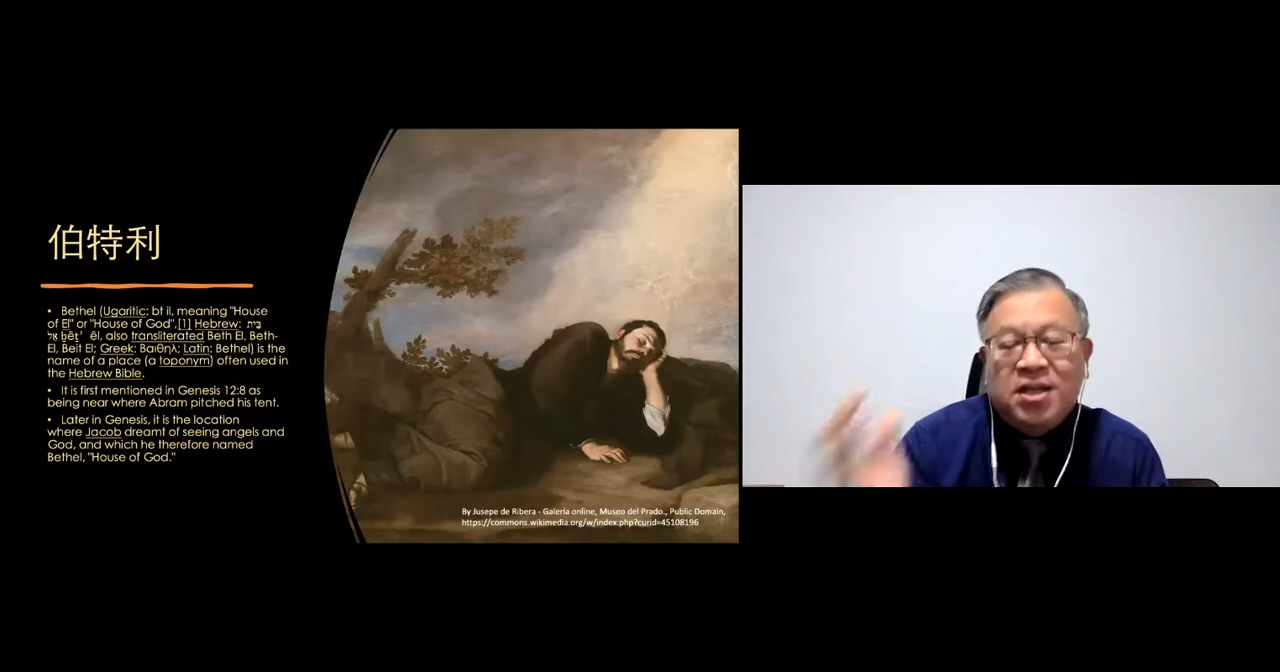 伯特利
• Bethel (Ugaritic: bt il, meaning "House
of El" or "House of God",[1] Hebrew: בֵּית
אֵל ḇêṯ' êl, also transliterated Beth El, Beth-
El, Beit El; Greek: Βαιθηλ; Latin: Bethel) is the
name of a place (a toponym) often used in
the Hebrew Bible.
• It is first mentioned in Genesis 12:8 as
being near where Abram pitched his tent.
• Later in Genesis, it is the location
where Jacob dreamt of seeing angels and
God, and which he therefore named
Bethel, "House of God."
By Jusepe de Ribera - Galería online, Museo del Prado., Public Domain,
https://commons.wikimedia.org/w/index.php?curid=45108196